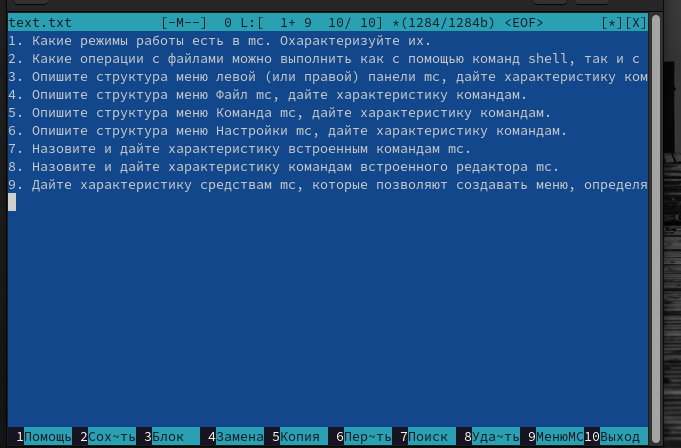 text.txt [-M--] 0 L:[ 1+ 9 10/ 10] *(1284/1284b) <EOF> [*][X]
1. Какие режимы работы есть в mc. Охарактеризуйте их.
2. Какие операции с файлами можно выполнить как с помощью команд shell, так и с
3. Опишите структура меню левой (или правой) панели mc, дайте характеристику ком
4. Опишите структура меню Файл mc, дайте характеристику командам.
5. Опишите структура меню Команда mc, дайте характеристику командам.
6. Опишите структура меню Настройки mc, дайте характеристику командам.
7. Назовите и дайте характеристику встроенным командам mc.
8. Назовите и дайте характеристику командам встроенного редактора mc.
9. Дайте характеристику средствам mc, которые позволяют создавать меню, определя
1Помощь 2Сох~ть 3Блок 4Замена 5Копия 6Пер~ть 7Поиск 8Уда~ть 9МенюMC 10Выход